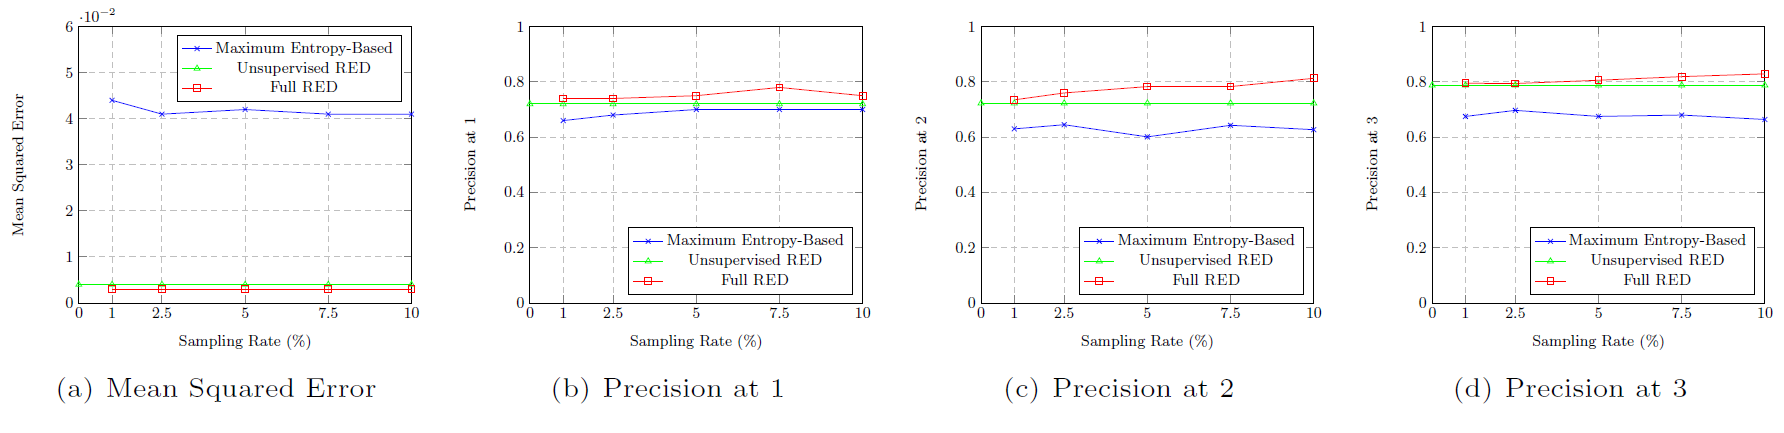 ·10⁻²
6
5
4
3
2
1
0
Mean Squared Error
0 1 2.5 5 7.5 10
Sampling Rate (%)
Maximum Entropy-Based
Unsupervised RED
Full RED
(a) Mean Squared Error
1
0.8
0.6
0.4
0.2
0
Precision at 1
0 1 2.5 5 7.5 10
Sampling Rate (%)
Maximum Entropy-Based
Unsupervised RED
Full RED
(b) Precision at 1
1
0.8
0.6
0.4
0.2
0
Precision at 2
0 1 2.5 5 7.5 10
Sampling Rate (%)
Maximum Entropy-Based
Unsupervised RED
Full RED
(c) Precision at 2
1
0.8
0.6
0.4
0.2
0
Precision at 3
0 1 2.5 5 7.5 10
Sampling Rate (%)
Maximum Entropy-Based
Unsupervised RED
Full RED
(d) Precision at 3